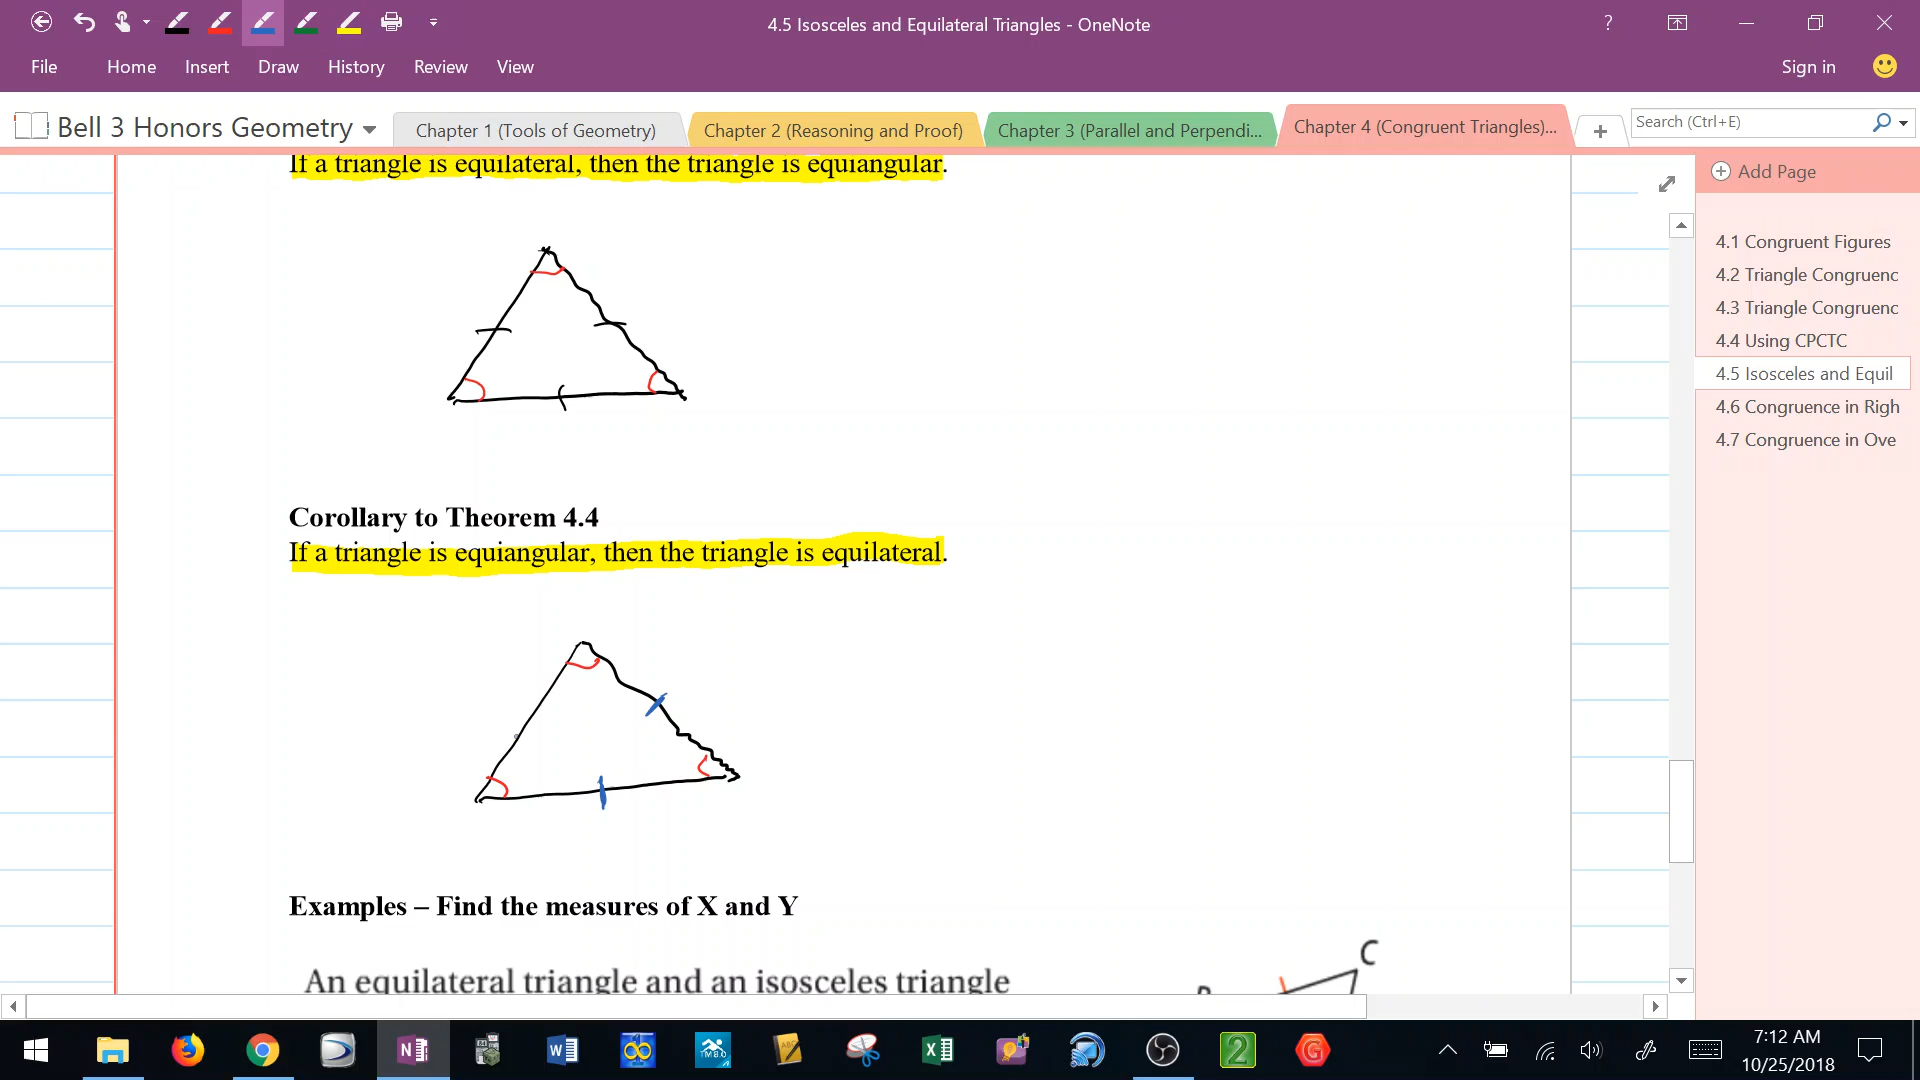 4.5 Isosceles and Equilateral Triangles - OneNote
?
File Home Insert Draw History Review View
Sign in
Bell 3 Honors Geometry
Chapter 1 (Tools of Geometry)
Chapter 2 (Reasoning and Proof)
Chapter 3 (Parallel and Perpendi...
Chapter 4 (Congruent Triangles)...
Search (Ctrl+E)
If a triangle is equilateral, then the triangle is equiangular.
Corollary to Theorem 4.4
If a triangle is equiangular, then the triangle is equilateral.
Examples – Find the measures of X and Y
An equilateral triangle and an isosceles triangle
C
Add Page
4.1 Congruent Figures
4.2 Triangle Congruenc
4.3 Triangle Congruenc
4.4 Using CPCTC
4.5 Isosceles and Equil
4.6 Congruence in Righ
4.7 Congruence in Ove
7:12 AM
10/25/2018